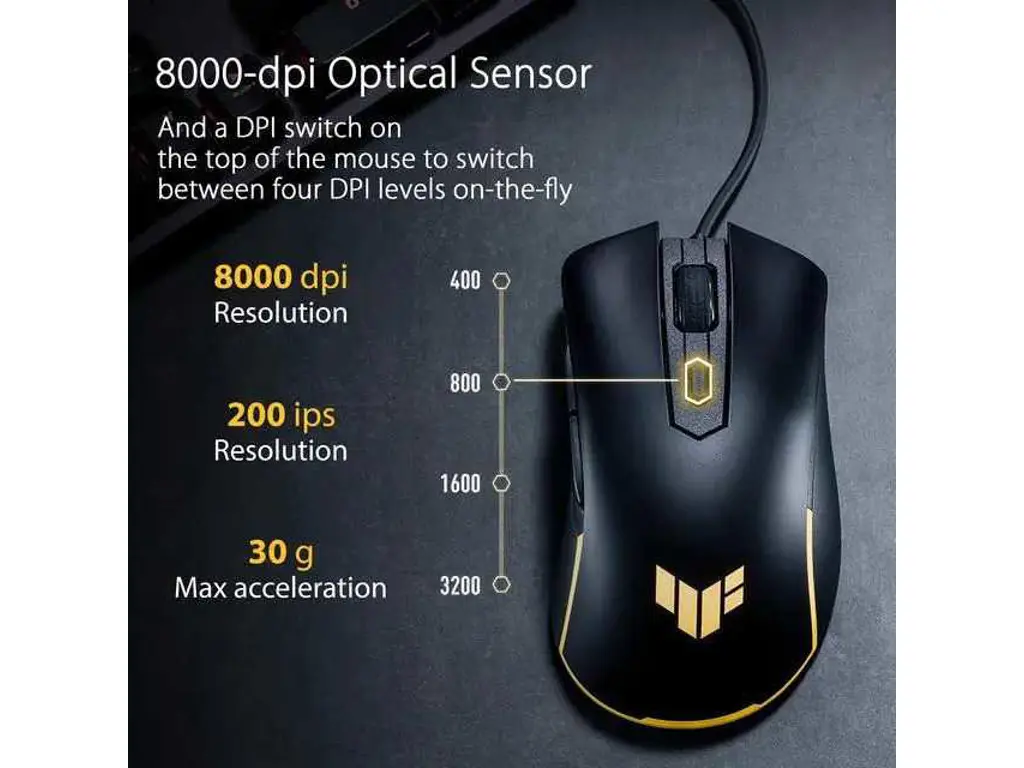 8000-dpi Optical Sensor
And a DPI switch on
the top of the mouse to switch
between four DPI levels on-the-fly
8000 dpi
Resolution
200 ips
Resolution
30 g
Max acceleration
400
800
1600
3200